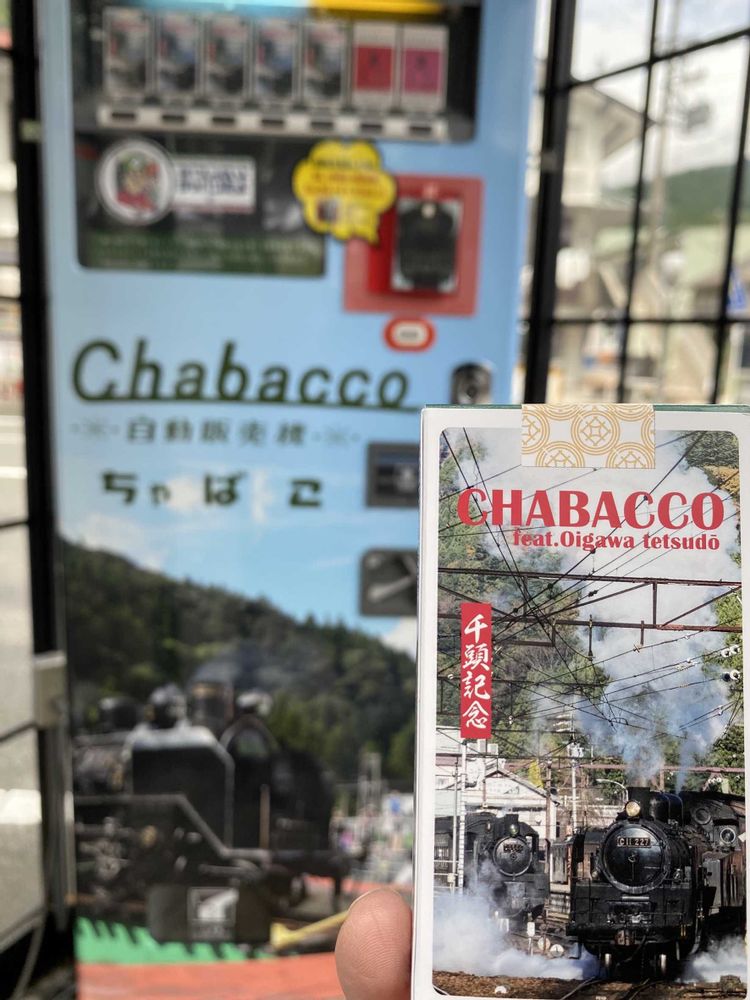 Chabacco
自動販売機
ちゃばこ
CHABACCO
feat.Oigawa tetsudō
千頭記念
C11 227